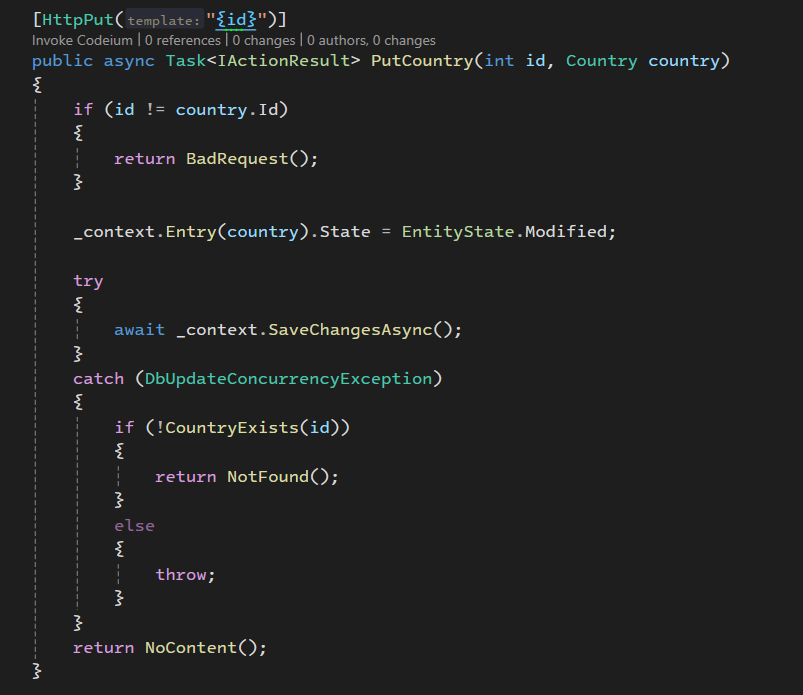 [HttpPut(template:"{id}")]
Invoke Codeium | 0 references | 0 changes | 0 authors, 0 changes
public async Task<IActionResult> PutCountry(int id, Country country)
{
    if (id != country.Id)
    {
        return BadRequest();
    }

    _context.Entry(country).State = EntityState.Modified;

    try
    {
        await _context.SaveChangesAsync();
    }
    catch (DbUpdateConcurrencyException)
    {
        if (!CountryExists(id))
        {
            return NotFound();
        }
        else
        {
            throw;
        }
    }
    return NoContent();
}